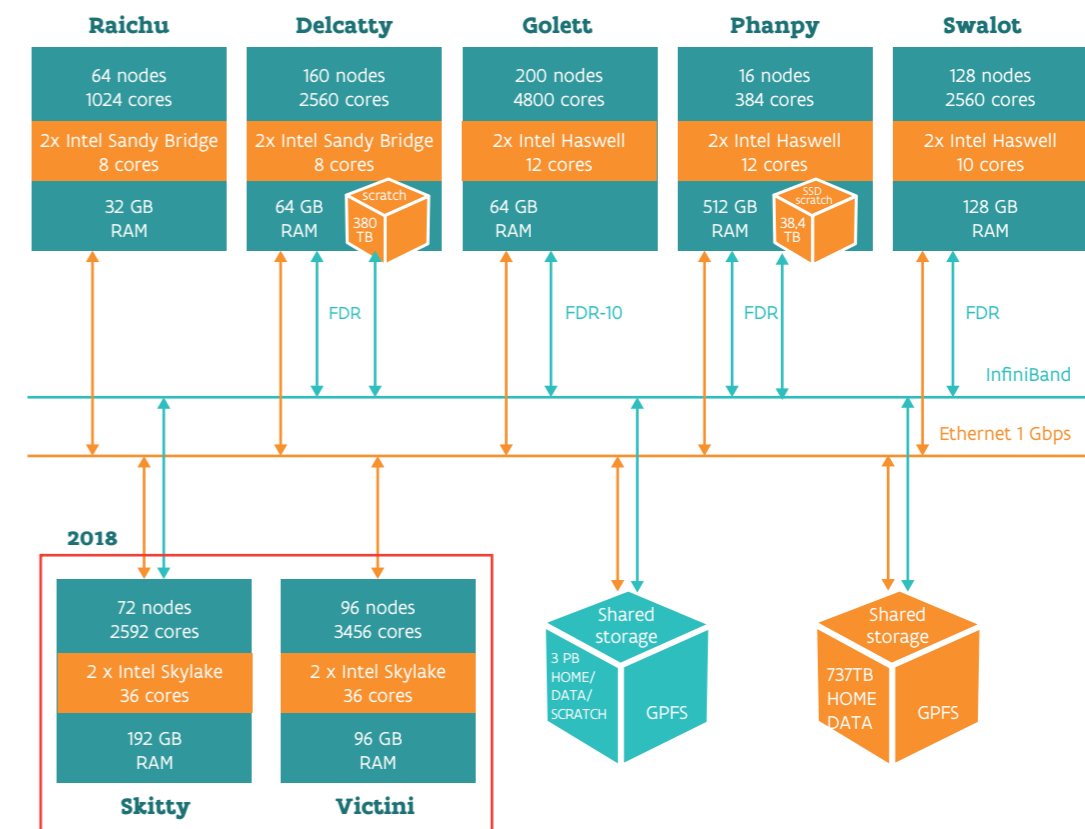 Raichu
64 nodes
1024 cores
2x Intel Sandy Bridge
8 cores
32 GB
RAM
Delcatty
160 nodes
2560 cores
2x Intel Sandy Bridge
8 cores
64 GB
RAM
scratch
380
TB
Golett
200 nodes
4800 cores
2x Intel Haswell
12 cores
64 GB
RAM
Phanpy
16 nodes
384 cores
2x Intel Haswell
12 cores
512 GB
RAM
SSD
scratch
38,4
TB
Swalot
128 nodes
2560 cores
2x Intel Haswell
10 cores
128 GB
RAM
FDR
FDR-10
FDR
FDR
InfiniBand
Ethernet 1 Gbps
2018
72 nodes
2592 cores
2 x Intel Skylake
36 cores
192 GB
RAM
Skitty
96 nodes
3456 cores
2 x Intel Skylake
36 cores
96 GB
RAM
Victini
Shared
storage
3 PB
HOME/
DATA/
SCRATCH
GPFS
Shared
storage
737TB
HOME
DATA
GPFS